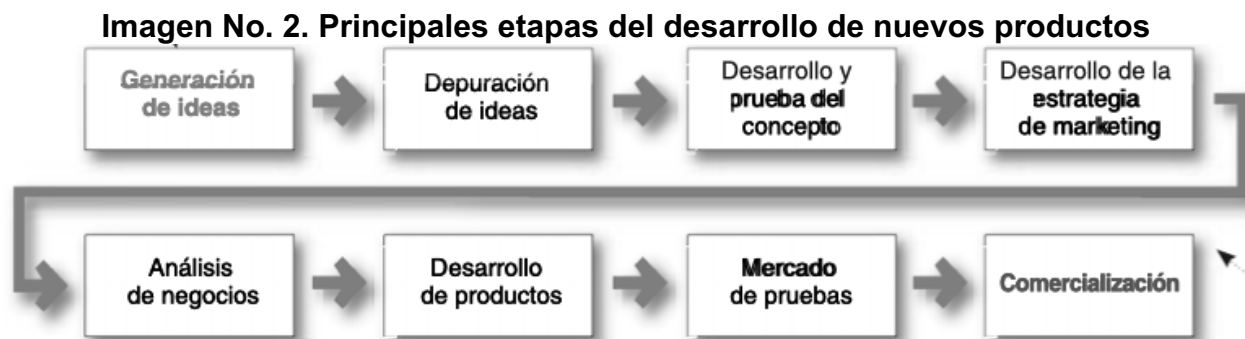 Imagen No. 2. Principales etapas del desarrollo de nuevos productos
Generación
de ideas
Depuración
de ideas
Desarrollo y
prueba del
concepto
Desarrollo de la
estrategia
de marketing
Análisis
de negocios
Desarrollo
de productos
Mercado
de pruebas
Comercialización